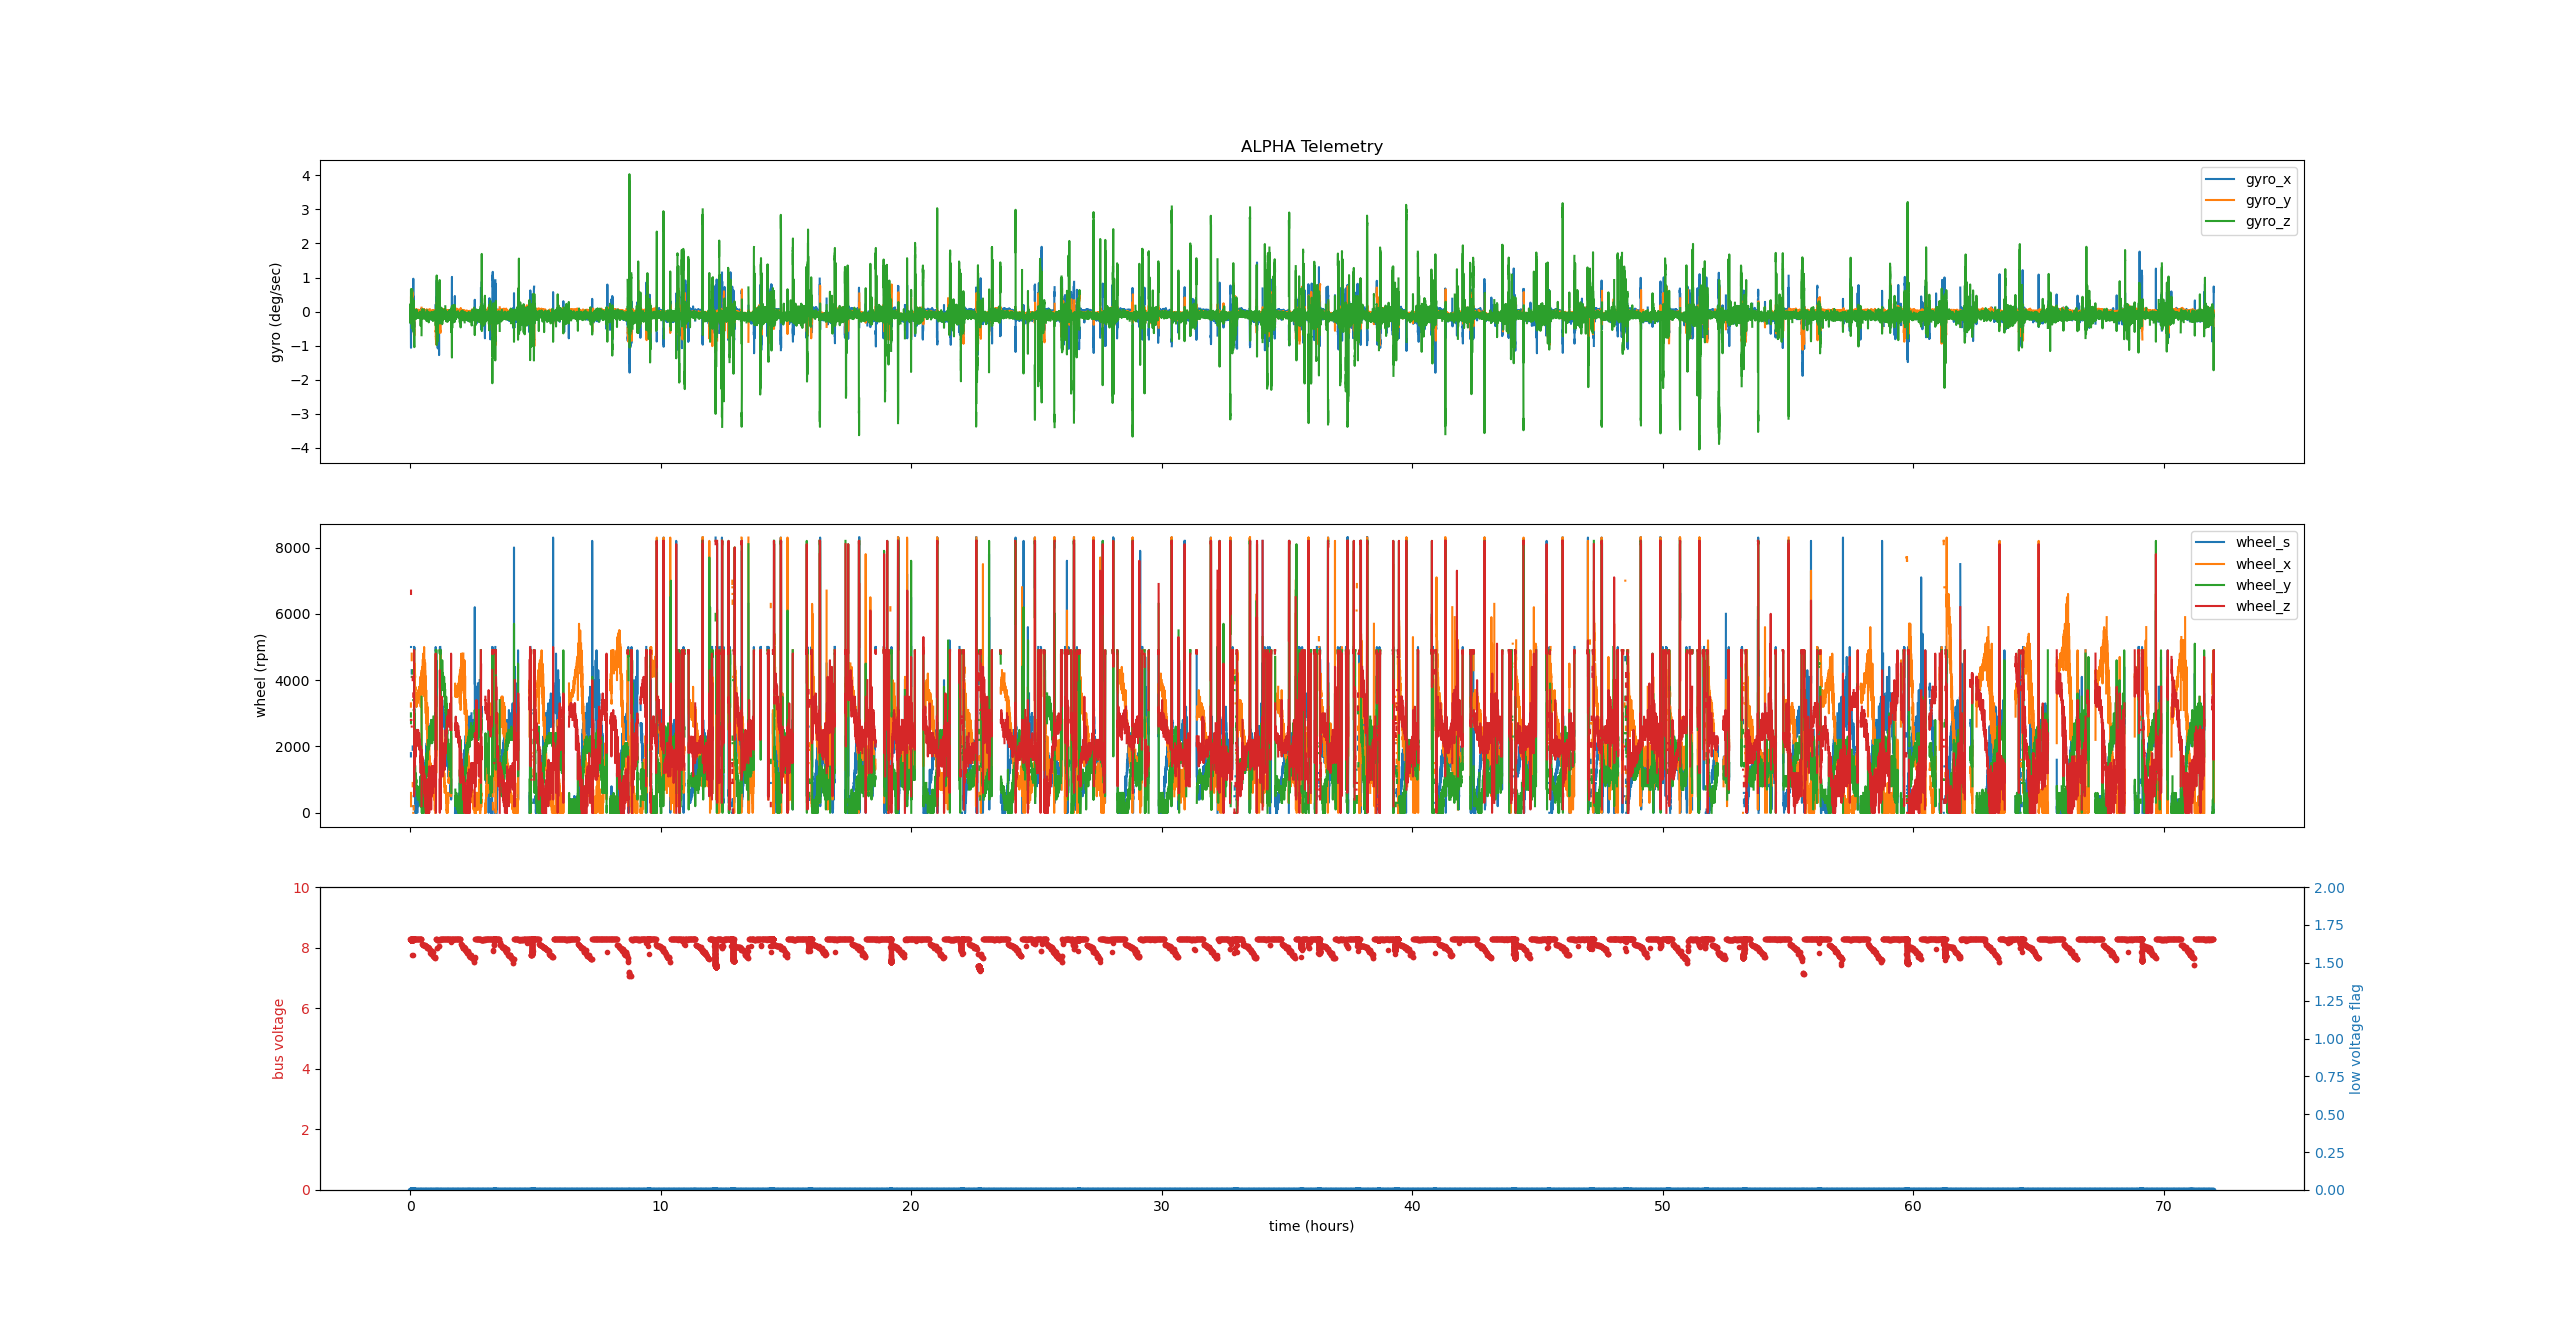 ALPHA Telemetry
4
3
2
1
0
−1
−2
−3
−4
gyro (deg/sec)
gyro_x
gyro_y
gyro_z
8000
6000
4000
2000
0
wheel (rpm)
wheel_s
wheel_x
wheel_y
wheel_z
10
8
6
4
2
0
bus voltage
2.00
1.75
1.50
1.25
1.00
0.75
0.50
0.25
0.00
low voltage flag
0 10 20 30 40 50 60 70
time (hours)